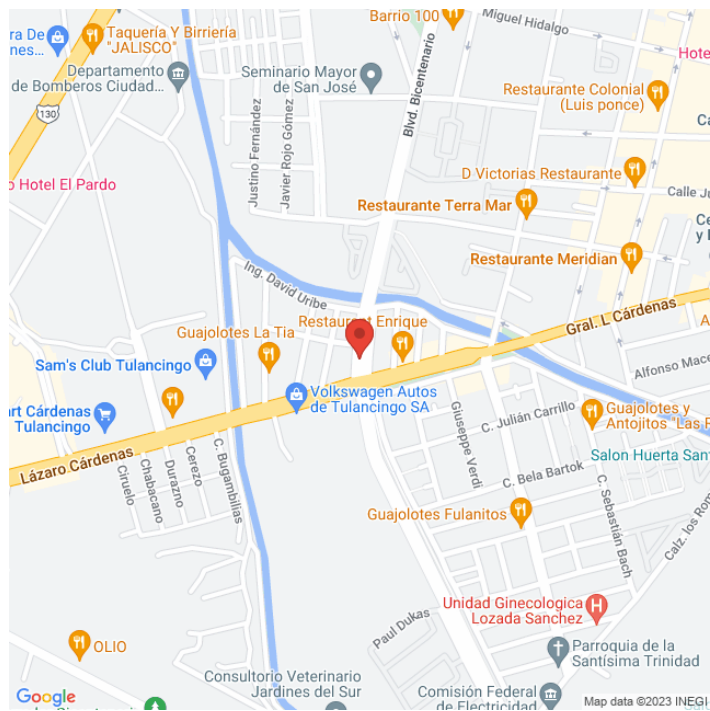 Barrio 100
Miguel Hidalgo
Taquería Y Birriería
"JALISCO"
Departamento
de Bomberos Ciudad...
130
Seminario Mayor
de San José
Blvd. Bicentenario
Hotel
Restaurante Colonial
(Luis ponce)
Justino Fernández
Javier Rojo Gómez
D Victorias Restaurante
Hotel El Pardo
Restaurante Terra Mar
Restaurante Meridian
Ing. David Uribe
Restaurant Enrique
Gral. L Cárdenas
Guajolotes La Tia
Sam's Club Tulancingo
Volkswagen Autos
de Tulancingo SA
Cárdenas
Tulancingo
Lázaro Cárdenas
Ciruelo
Chabacano
Durazno
Cerezo
C. Bugambilias
Giuseppe Verdi
C. Julián Carrillo
Guajolotes y
Antojitos "Las
Salon Huerta
C. Bela Bartok
C. Sebastián Bach
Guajolotes Fulanitos
Calz. los
Unidad Ginecologica
Lozada Sanchez
H
Paul Dukas
Parroquia de la
Santísima Trinidad
OLIO
Consultorio Veterinario
Jardines del Sur
Comisión Federal
de Electricidad
Google
Map data ©2023 INEGI